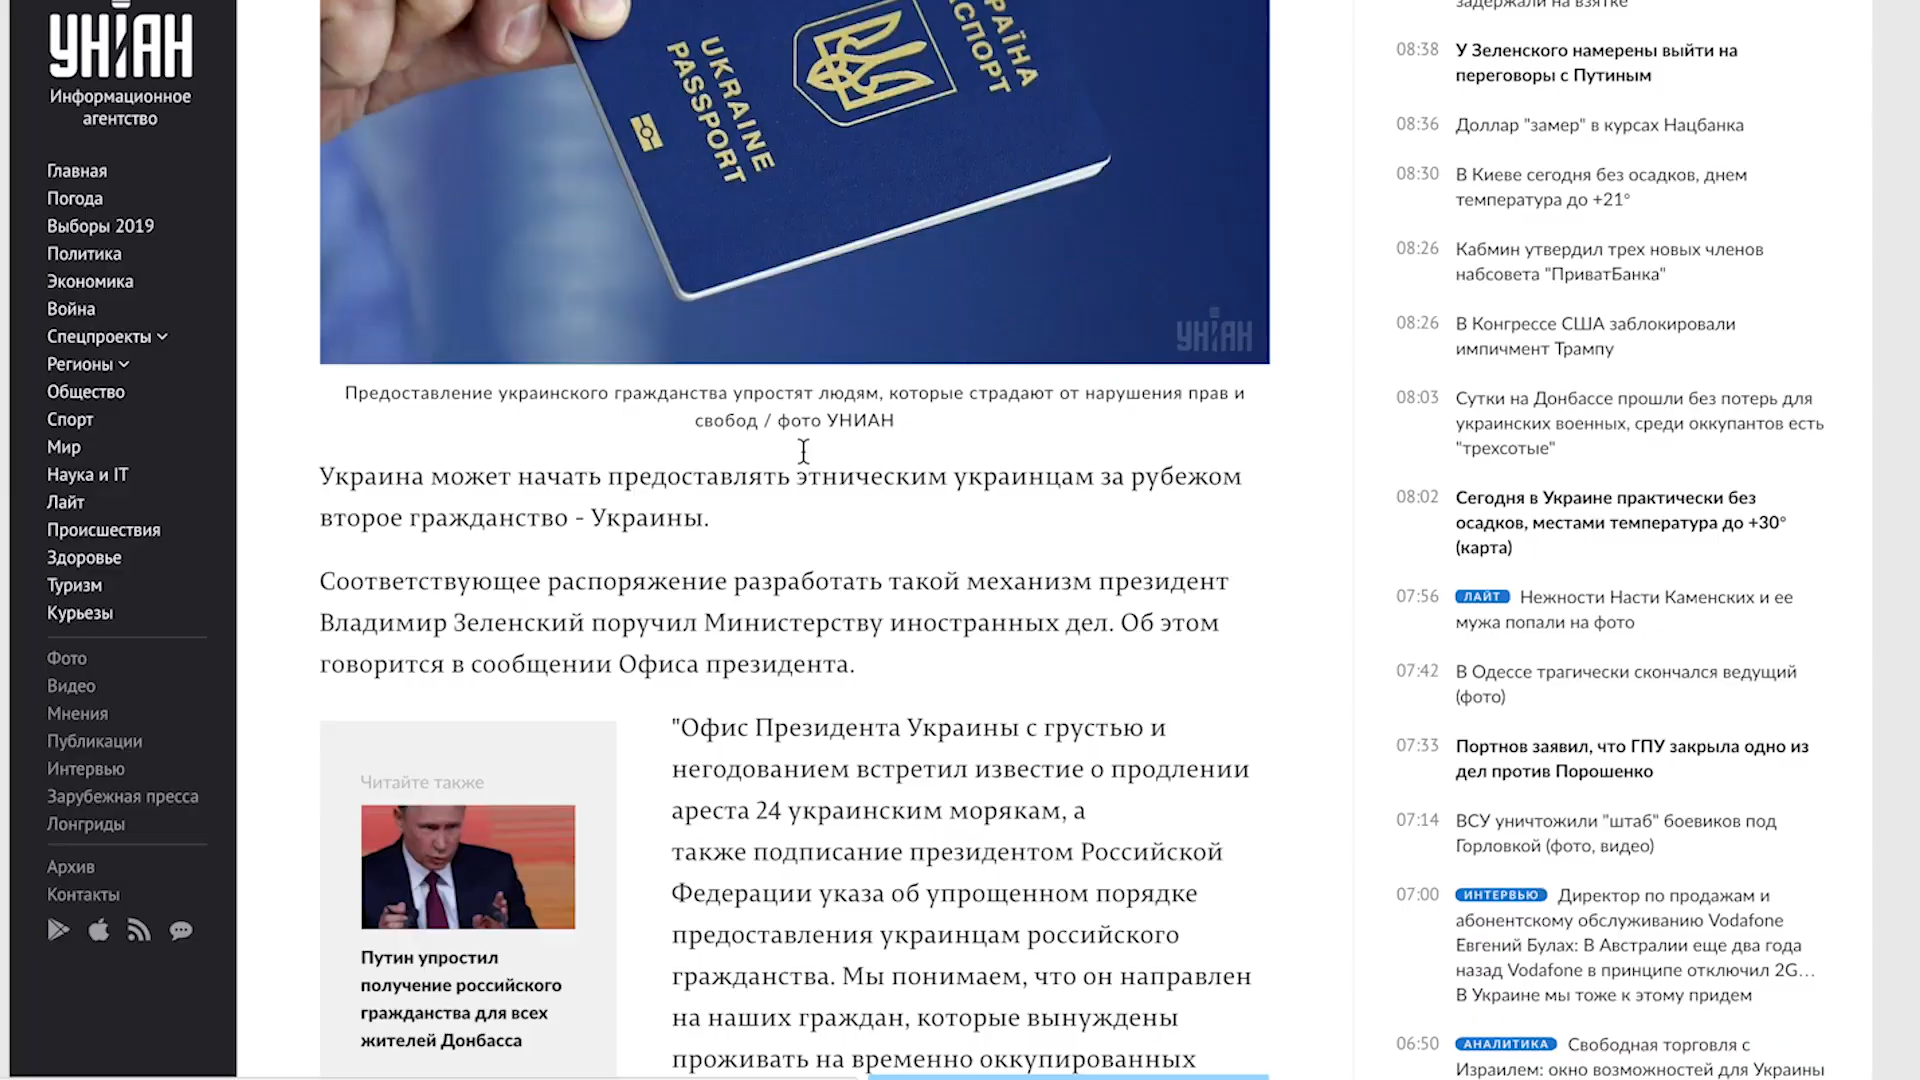 УНІАН
Информационное
агентство
Главная
Погода
Выборы 2019
Политика
Экономика
Война
Спецпроекты
Регионы
Общество
Спорт
Мир
Наука и IT
Лайт
Происшествия
Здоровье
Туризм
Курьезы
Фото
Видео
Мнения
Публикации
Интервью
Зарубежная пресса
Лонгриды
Архив
Контакты
UKRAINE
PASSPORT
УНІАН
Предоставление украинского гражданства упростят людям, которые страдают от нарушения прав и
свобод / фото УНИАН
Украина может начать предоставлять этническим украинцам за рубежом
второе гражданство - Украины.
Соответствующее распоряжение разработать такой механизм президент
Владимир Зеленский поручил Министерству иностранных дел. Об этом
говорится в сообщении Офиса президента.
Читайте также
Путин упростил
получение российского
гражданства для всех
жителей Донбасса
"Офис Президента Украины с грустью и
негодованием встретил известие о продлении
ареста 24 украинским морякам, а
также подписание президентом Российской
Федерации указа об упрощенном порядке
предоставления украинцам российского
гражданства. Мы понимаем, что он направлен
на наших граждан, которые вынуждены
проживать на временно оккупированных
задержали на взятке
08:38 У Зеленского намерены выйти на
переговоры с Путиным
08:36 Доллар "замер" в курсах Нацбанка
08:30 В Киеве сегодня без осадков, днем
температура до +21°
08:26 Кабмин утвердил трех новых членов
набсовета "ПриватБанка"
08:26 В Конгрессе США заблокировали
импичмент Трампу
08:03 Сутки на Донбассе прошли без потерь для
украинских военных, среди оккупантов есть
"трехсотые"
08:02 Сегодня в Украине практически без
осадков, местами температура до +30°
(карта)
07:56 ЛАЙТ Нежности Насти Каменских и ее
мужа попали на фото
07:42 В Одессе трагически скончался ведущий
(фото)
07:33 Портнов заявил, что ГПУ закрыла одно из
дел против Порошенко
07:14 ВСУ уничтожили "штаб" боевиков под
Горловкой (фото, видео)
07:00 ИНТЕРВЬЮ Директор по продажам и
абонентскому обслуживанию Vodafone
Евгений Булах: В Австралии еще два года
назад Vodafone в принципе отключил 2G...
В Украине мы тоже к этому придем
06:50 АНАЛИТИКА Свободная торговля с
Израилем: окно возможностей для Украины